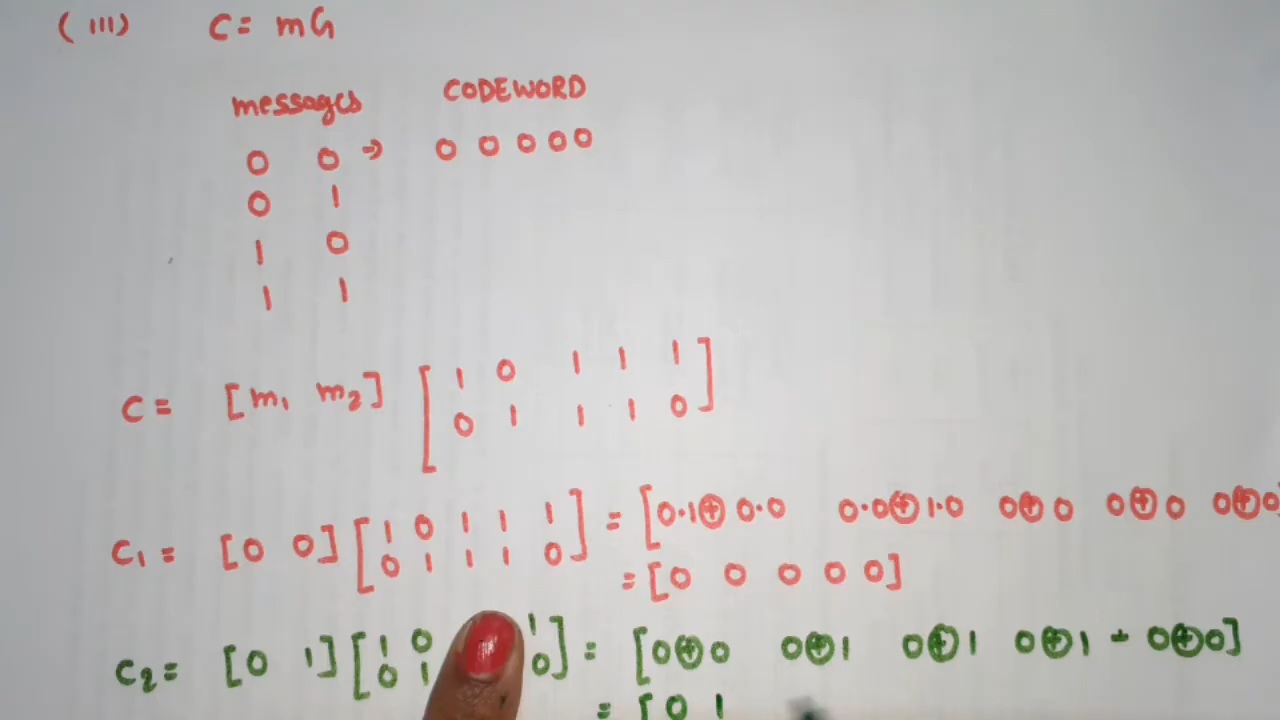 (III) C = mG
messages CODEWORD
0 0 → 0 0 0 0 0
0 1
1 0
1 1
C = [m₁ m₂] [1 0 1 1 1
0 1 1 1 0]
C₁ = [0 0] [1 0 1 1 1 = [0·1⊕0·0 0·0⊕1·0 0⊕0 0⊕0 0⊕0]
0 1 1 1 0]
= [0 0 0 0 0]
C₂ = [0 1] [1 0 1 = [0⊕0 0⊕1 0⊕1 0⊕1 - 0⊕0]
0 1 0]
= [0 1